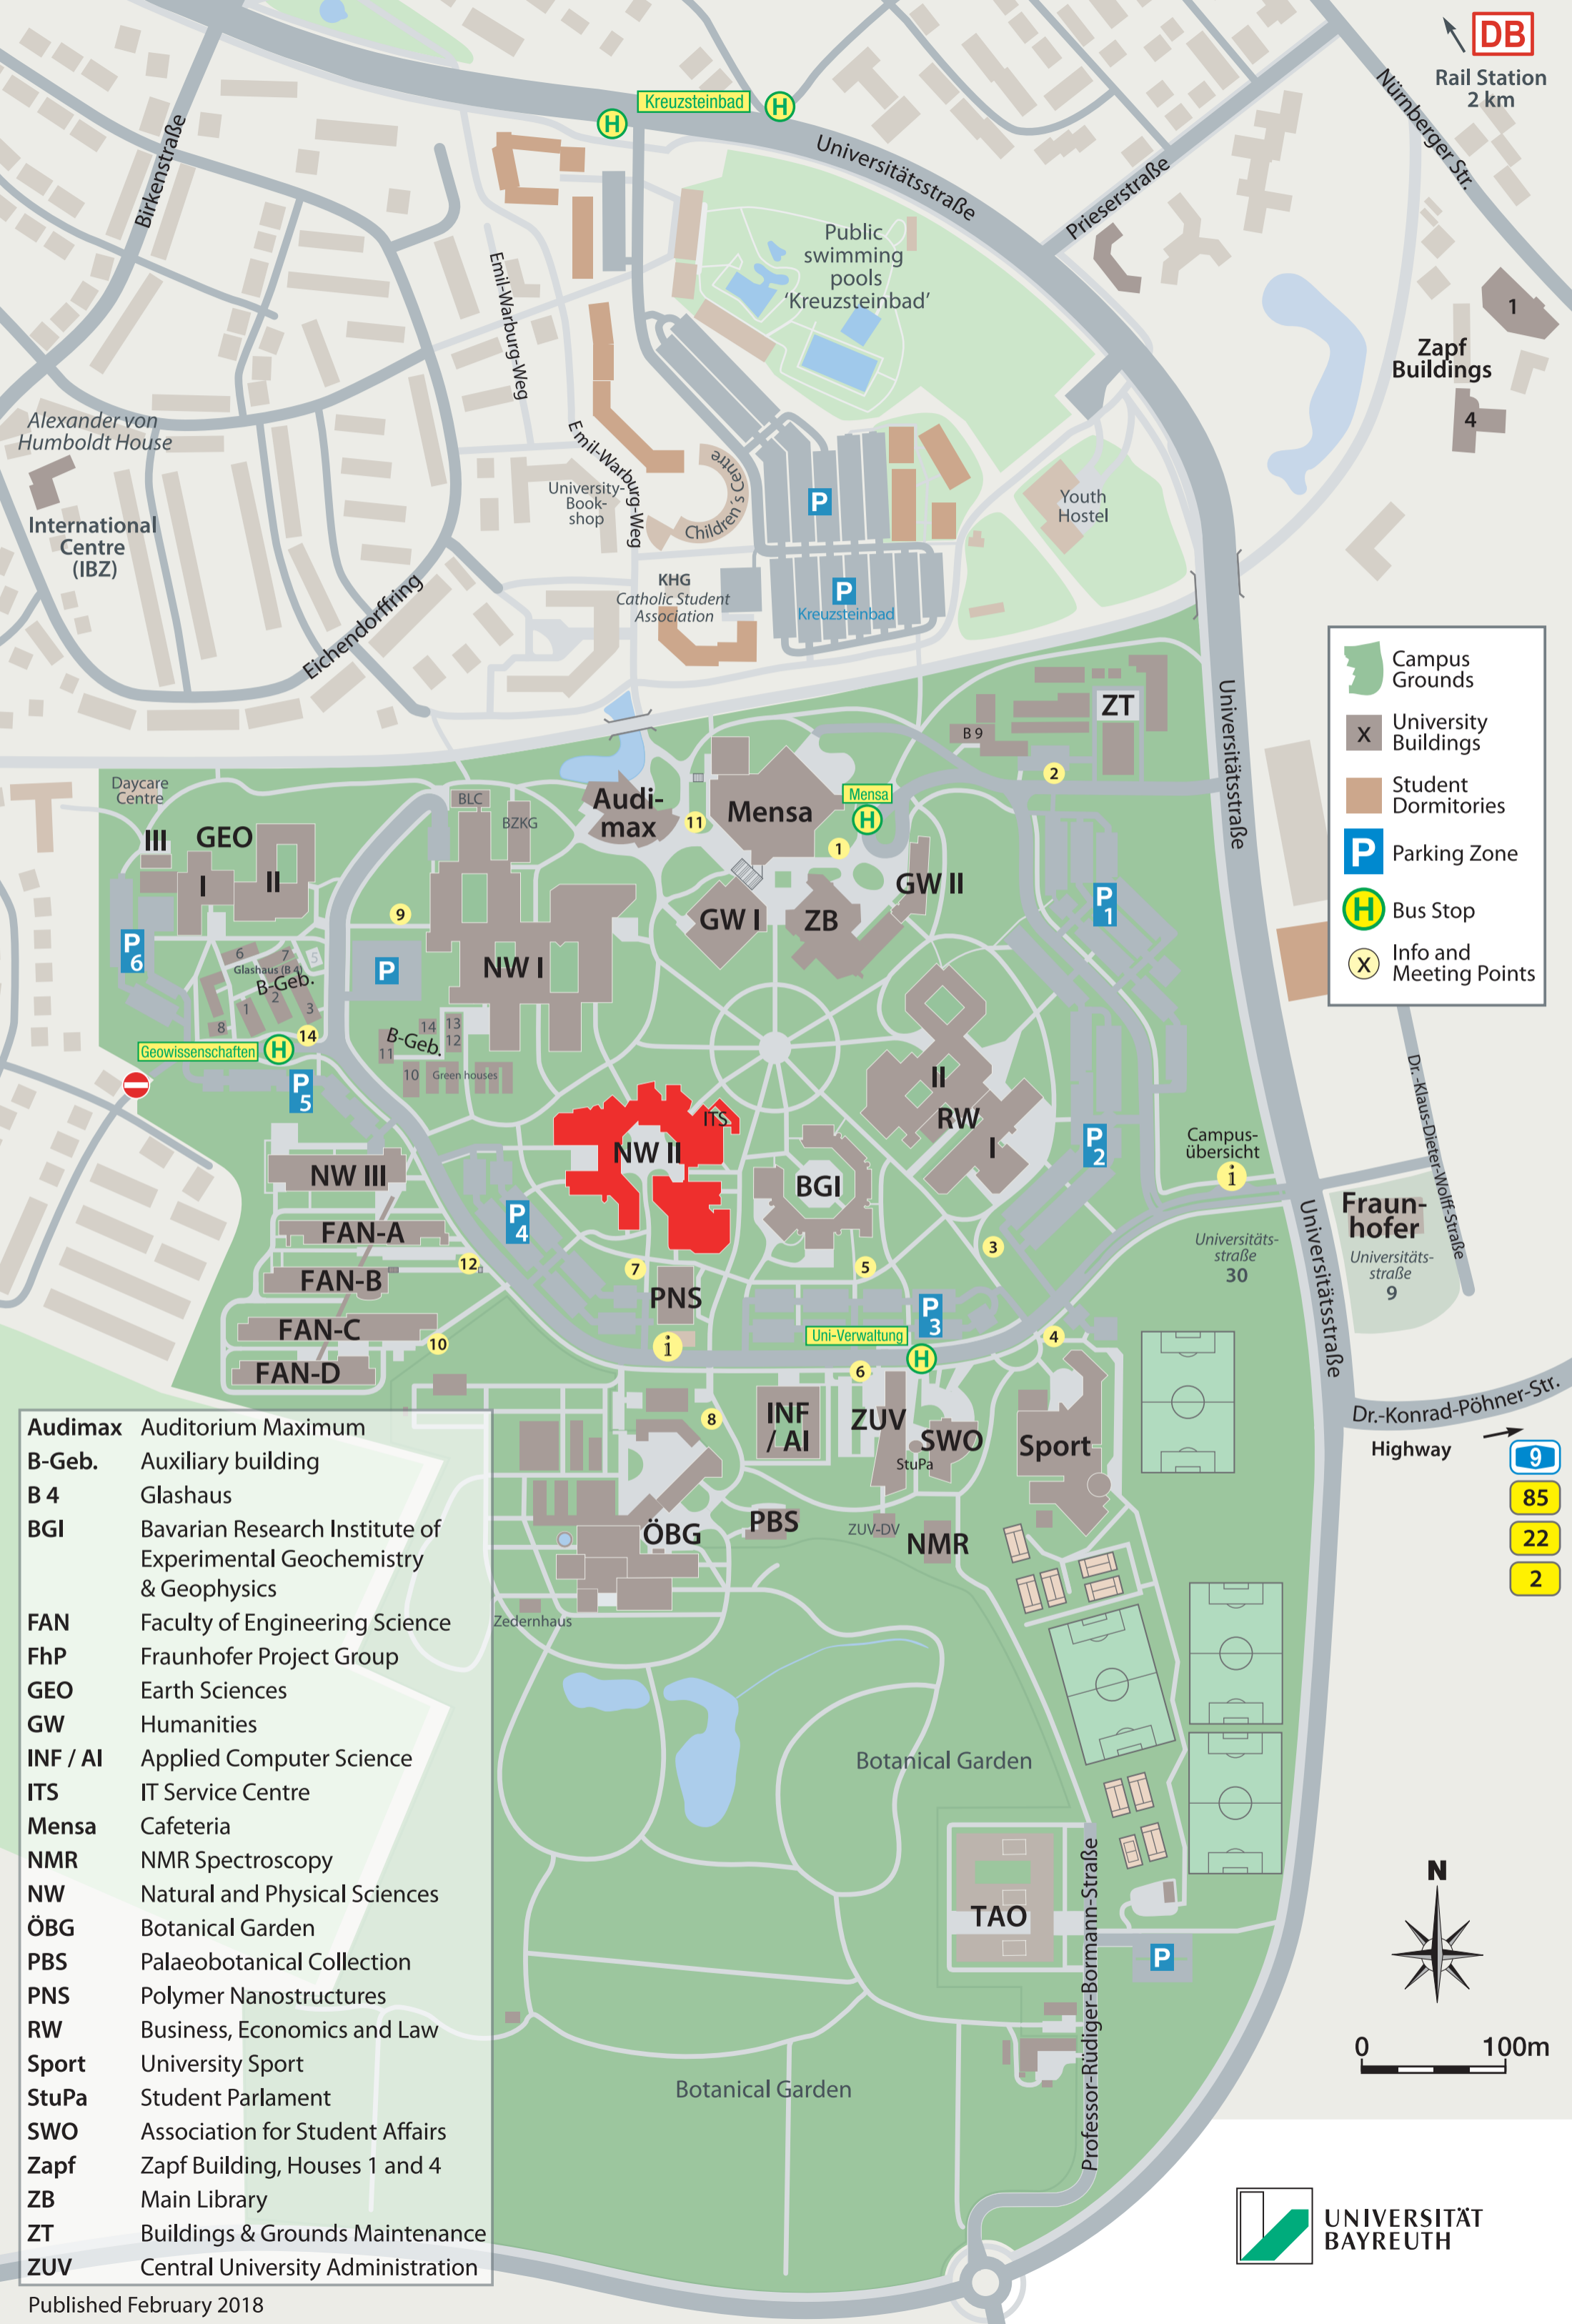 DB
Rail Station
2 km
Nürnberger Str.
Kreuzsteinbad
H
H
Universitätsstraße
Prieserstraße
Birkenstraße
Public
swimming
pools
‘Kreuzsteinbad’
Emil-Warburg-Weg
1
Zapf
Buildings
4
Alexander von
Humboldt House
International
Centre
(IBZ)
Emil-Warburg-Weg
University-
Book-
shop
Children’s Centre
P
Youth
Hostel
KHG
Catholic Student
Association
P
Kreuzsteinbad
Eichendorffring
Campus
Grounds
X
University
Buildings
Student
Dormitories
P
Parking Zone
H
Bus Stop
X
Info and
Meeting Points
ZT
B 9
2
Universitätsstraße
Daycare
Centre
III
GEO
I
II
BLC
BZKG
Audi-
max
11
Mensa
Mensa
H
1
GW II
GW I
ZB
P
1
9
P
6
P
NW I
6
7
5
Glashaus (B 4)
B-Geb.
1
2
3
8
14
Geowissenschaften
H
14
13
12
B-Geb.
11
10
Green houses
P
5
II
RW
I
ITS
NW II
BGI
P
2
Campus-
übersicht
i
Dr.-Klaus-Dieter-Wolff-Straße
NW III
P
4
FAN-A
FAN-B
12
FAN-C
10
FAN-D
7
PNS
i
5
3
P
3
Uni-Verwaltung
H
4
6
Universitäts-
straße
30
Fraun-
hofer
Universitäts-
straße
9
Universitätsstraße
Dr.-Konrad-Pöhner-Str.
Highway
9
85
22
2
8
INF
/ AI
ZUV
SWO
StuPa
Sport
ÖBG
PBS
ZUV-DV
NMR
Zedernhaus
Botanical Garden
TAO
P
Professor-Rüdiger-Bormann-Straße
Botanical Garden
Audimax Auditorium Maximum
B-Geb. Auxiliary building
B 4 Glashaus
BGI Bavarian Research Institute of
Experimental Geochemistry
& Geophysics
FAN Faculty of Engineering Science
FhP Fraunhofer Project Group
GEO Earth Sciences
GW Humanities
INF / AI Applied Computer Science
ITS IT Service Centre
Mensa Cafeteria
NMR NMR Spectroscopy
NW Natural and Physical Sciences
ÖBG Botanical Garden
PBS Palaeobotanical Collection
PNS Polymer Nanostructures
RW Business, Economics and Law
Sport University Sport
StuPa Student Parlament
SWO Association for Student Affairs
Zapf Zapf Building, Houses 1 and 4
ZB Main Library
ZT Buildings & Grounds Maintenance
ZUV Central University Administration
Published February 2018
N
0 100m
UNIVERSITÄT
BAYREUTH